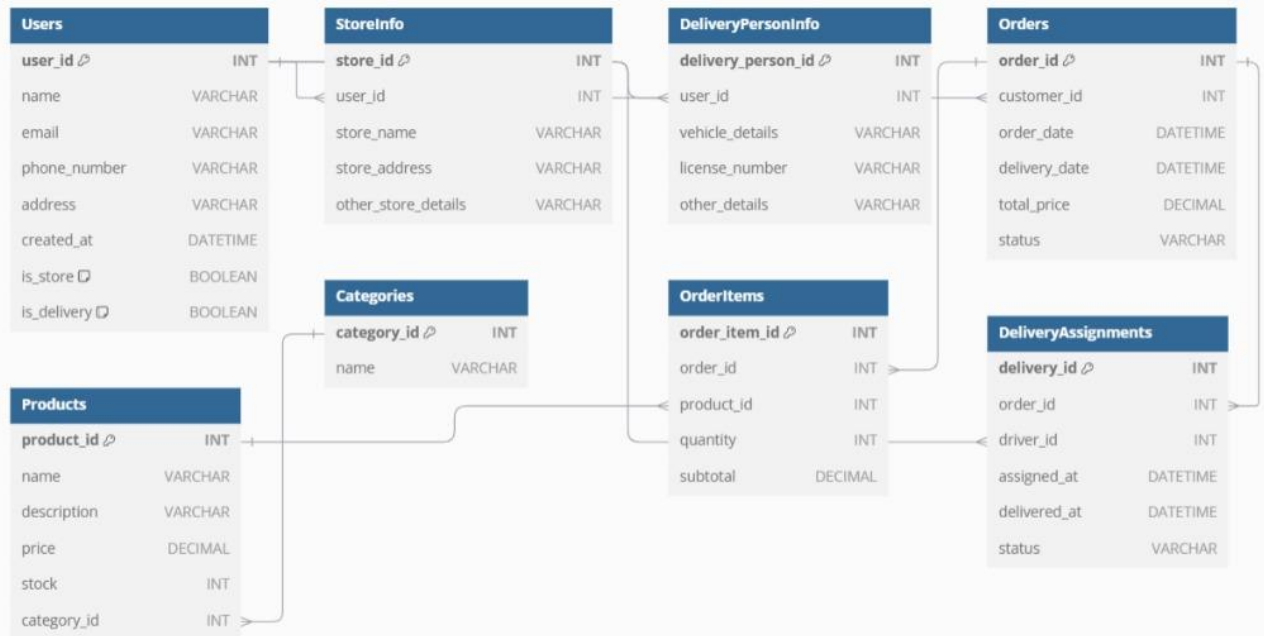 Users
user_id INT
name VARCHAR
email VARCHAR
phone_number VARCHAR
address VARCHAR
created_at DATETIME
is_store BOOLEAN
is_delivery BOOLEAN
StoreInfo
store_id INT
user_id INT
store_name VARCHAR
store_address VARCHAR
other_store_details VARCHAR
DeliveryPersonInfo
delivery_person_id INT
user_id INT
vehicle_details VARCHAR
license_number VARCHAR
other_details VARCHAR
Orders
order_id INT
customer_id INT
order_date DATETIME
delivery_date DATETIME
total_price DECIMAL
status VARCHAR
Categories
category_id INT
name VARCHAR
OrderItems
order_item_id INT
order_id INT
product_id INT
quantity INT
subtotal DECIMAL
DeliveryAssignments
delivery_id INT
order_id INT
driver_id INT
assigned_at DATETIME
delivered_at DATETIME
status VARCHAR
Products
product_id INT
name VARCHAR
description VARCHAR
price DECIMAL
stock INT
category_id INT